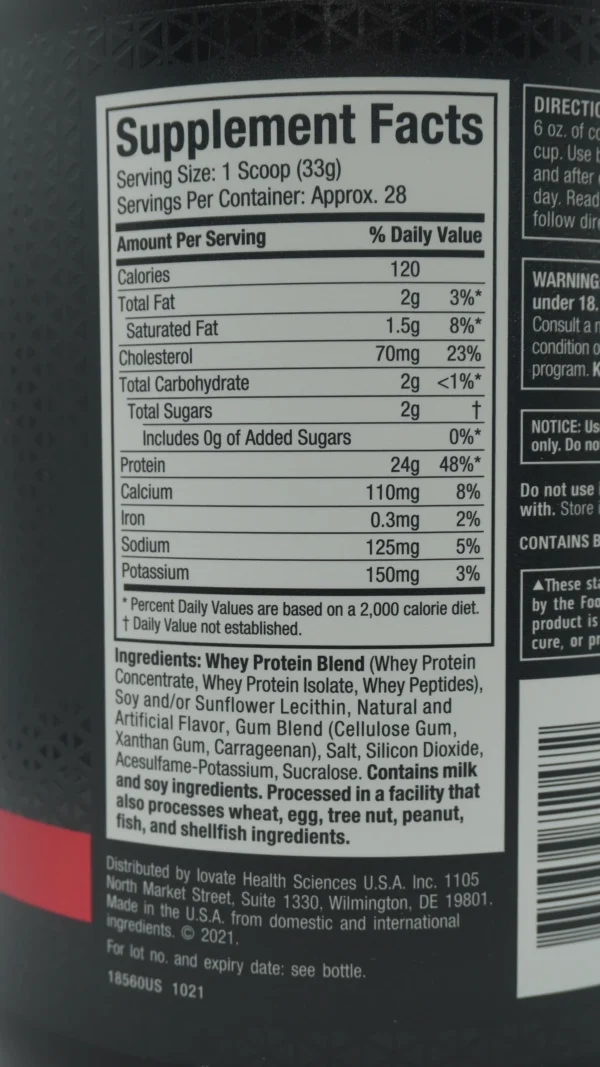 Supplement Facts
Serving Size: 1 Scoop (33g)
Servings Per Container: Approx. 28
Amount Per Serving % Daily Value
Calories 120
Total Fat 2g 3%*
Saturated Fat 1.5g 8%*
Cholesterol 70mg 23%
Total Carbohydrate 2g <1%*
Total Sugars 2g †
Includes 0g of Added Sugars 0%*
Protein 24g 48%*
Calcium 110mg 8%
Iron 0.3mg 2%
Sodium 125mg 5%
Potassium 150mg 3%
* Percent Daily Values are based on a 2,000 calorie diet.
† Daily Value not established.
Ingredients: Whey Protein Blend (Whey Protein
Concentrate, Whey Protein Isolate, Whey Peptides),
Soy and/or Sunflower Lecithin, Natural and
Artificial Flavor, Gum Blend (Cellulose Gum,
Xanthan Gum, Carrageenan), Salt, Silicon Dioxide,
Acesulfame-Potassium, Sucralose. Contains milk
and soy ingredients. Processed in a facility that
also processes wheat, egg, tree nut, peanut,
fish, and shellfish ingredients.
Distributed by Iovate Health Sciences U.S.A. Inc. 1105
North Market Street, Suite 1330, Wilmington, DE 19801.
Made in the U.S.A. from domestic and international
ingredients. © 2021.
For lot no. and expiry date: see bottle.
18560US 1021
6 oz. of
cup. Use
and after
day. Read
follow
WARNING
under 18.
Consult a
condition
program.
NOTICE:
only. Do
Do not use
with. Store
CONTAINS
▲These
by the
product is
cure, or